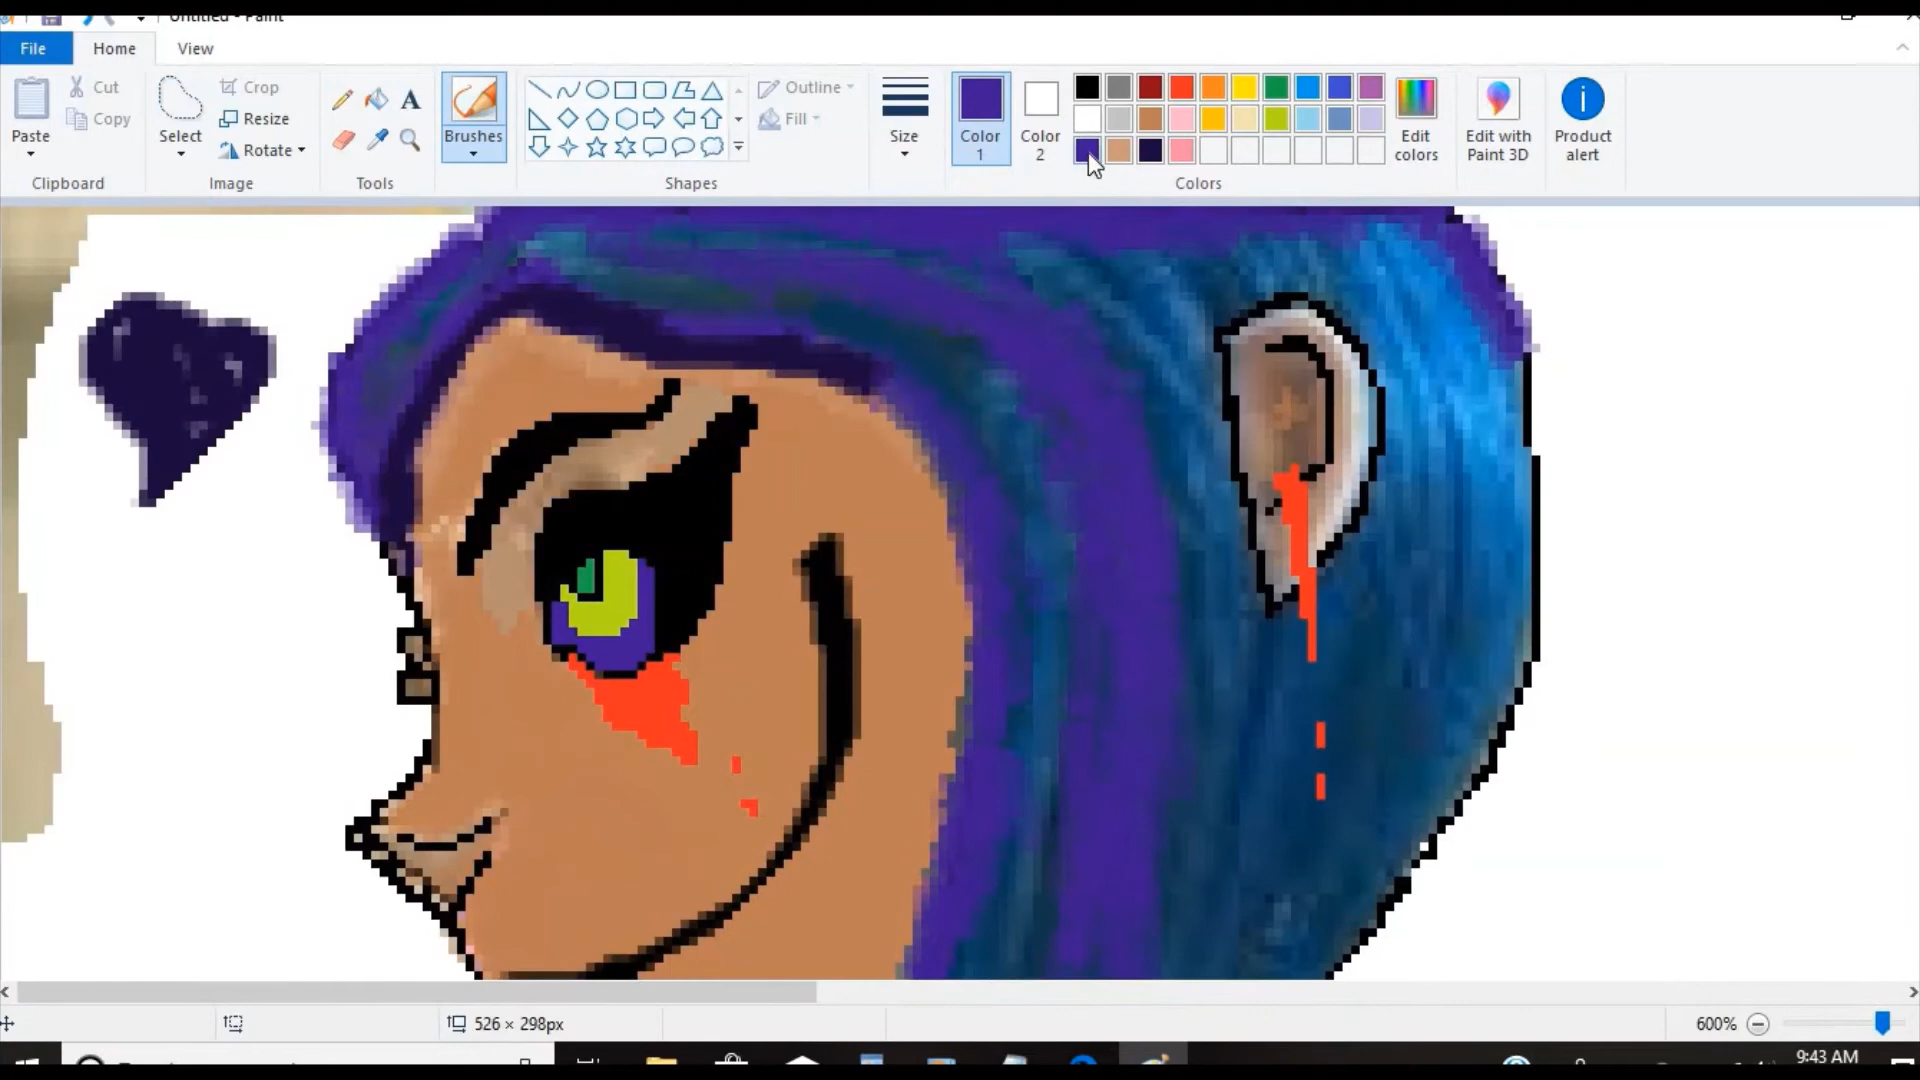 Untitled - Paint
File Home View
Paste Cut Copy Clipboard
Select Crop Resize Rotate Image
A
Tools
Brushes
Shapes
Outline Fill
Size
Color 1 Color 2
Colors
Edit colors
Edit with Paint 3D
Product alert
526 × 298px
600%
9:43 AM